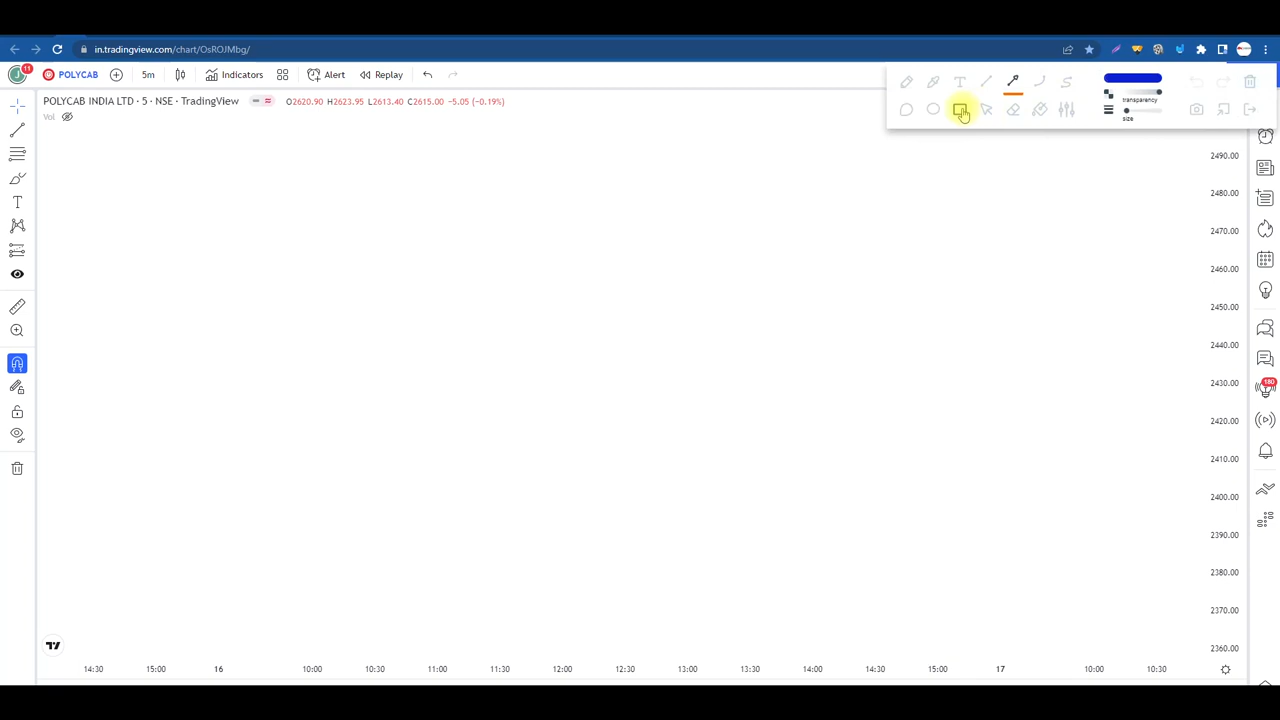 in.tradingview.com/chart/OsROJMbg/
11
POLYCAB
5m
Indicators
Alert
Replay
POLYCAB INDIA LTD · 5 · NSE · TradingView
O2620.90 H2623.95 L2613.40 C2615.00 -5.05 (-0.19%)
Vol
T
transparency
size
T
2490.00
2480.00
2470.00
2460.00
2450.00
2440.00
2430.00
2420.00
2410.00
2400.00
2390.00
2380.00
2370.00
2360.00
180
14:30 15:00 16 10:00 10:30 11:00 11:30 12:00 12:30 13:00 13:30 14:00 14:30 15:00 17 10:00 10:30